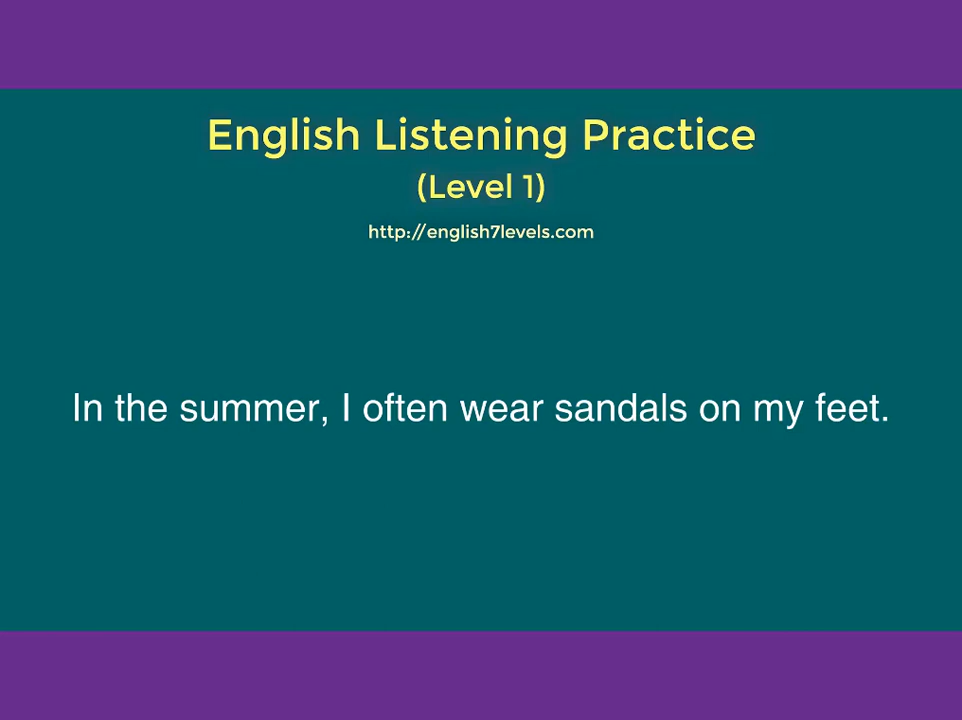 English Listening Practice
(Level 1)
http://english7levels.com
In the summer, I often wear sandals on my feet.